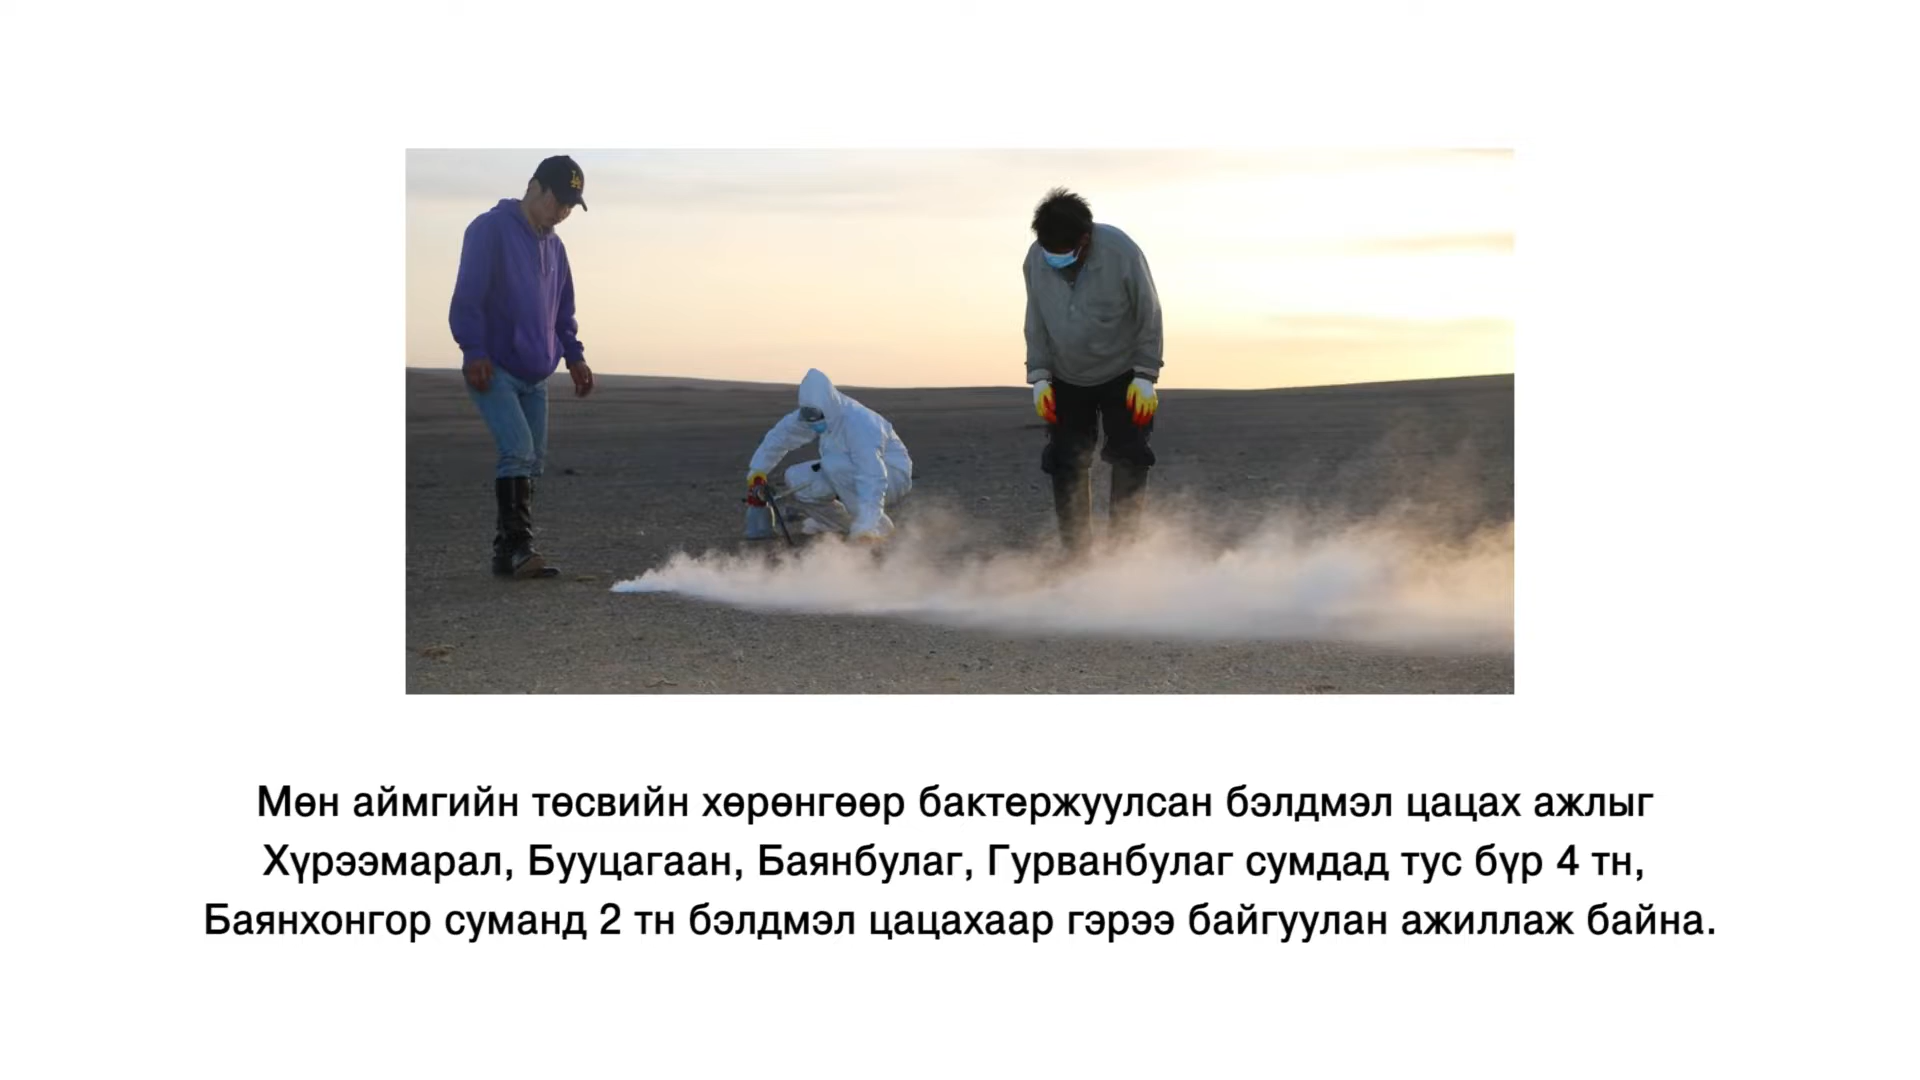 Мөн аймгийн төсвийн хөрөнгөөр бактержуулсан бэлдмэл цацах ажлыг
Хүрээмарал, Бууцагаан, Баянбулаг, Гурванбулаг сумдад тус бүр 4 тн,
Баянхонгор суманд 2 тн бэлдмэл цацахаар гэрээ байгуулан ажиллаж байна.